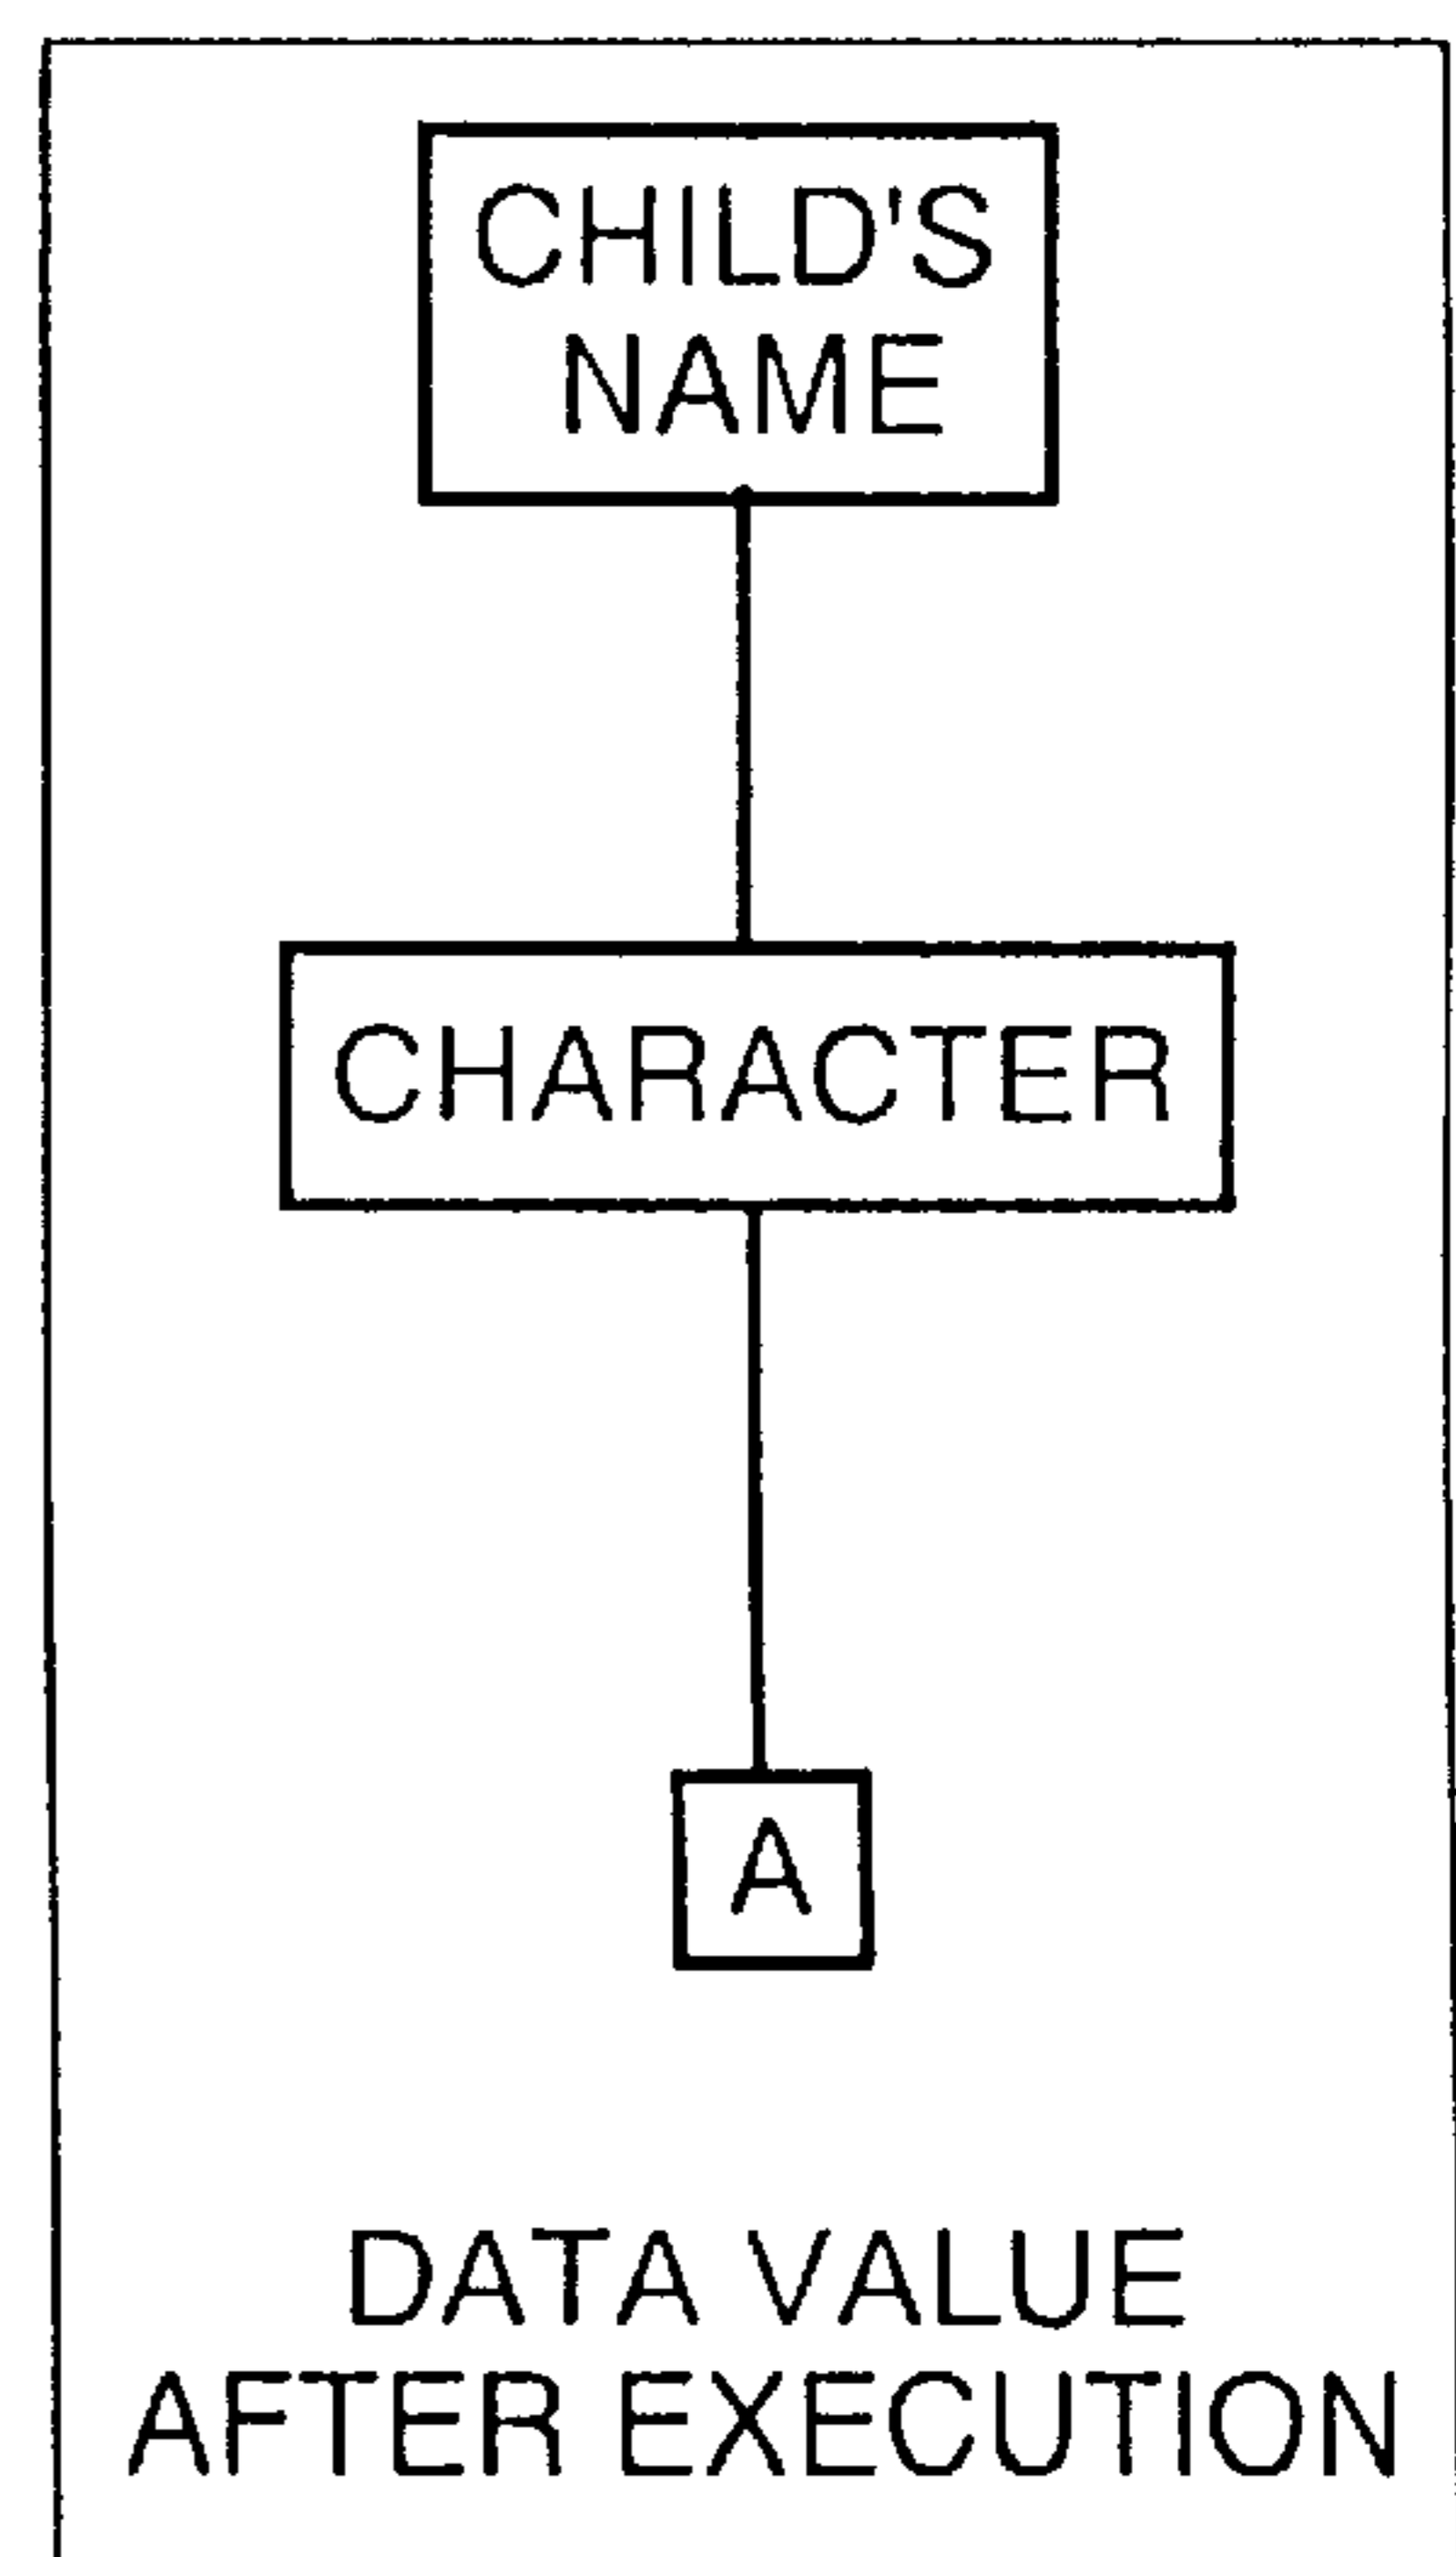 CHILD'S
NAME
CHARACTER
A
DATA VALUE
AFTER EXECUTION